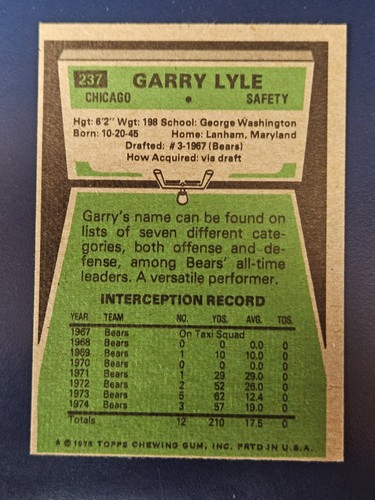 237 GARRY LYLE
CHICAGO • SAFETY
Hgt: 6'2" Wgt: 198 School: George Washington
Born: 10-20-45 Home: Lanham, Maryland
Drafted: #3-1967 (Bears)
How Acquired: via draft
Garry's name can be found on
lists of seven different cate-
gories, both offense and de-
fense, among Bears' all-time
leaders. A versatile performer.
INTERCEPTION RECORD
YEAR TEAM NO. YDS. AVG. TDS.
1967 Bears On Taxi Squad
1968 Bears 0 0 0.0 0
1969 Bears 1 10 10.0 0
1970 Bears 0 0 0.0 0
1971 Bears 1 29 29.0 0
1972 Bears 2 52 26.0 0
1973 Bears 5 62 12.4 0
1974 Bears 3 57 19.0 0
Totals 12 210 17.5 0
© 1975 TOPPS CHEWING GUM, INC. PRTD IN U.S.A.